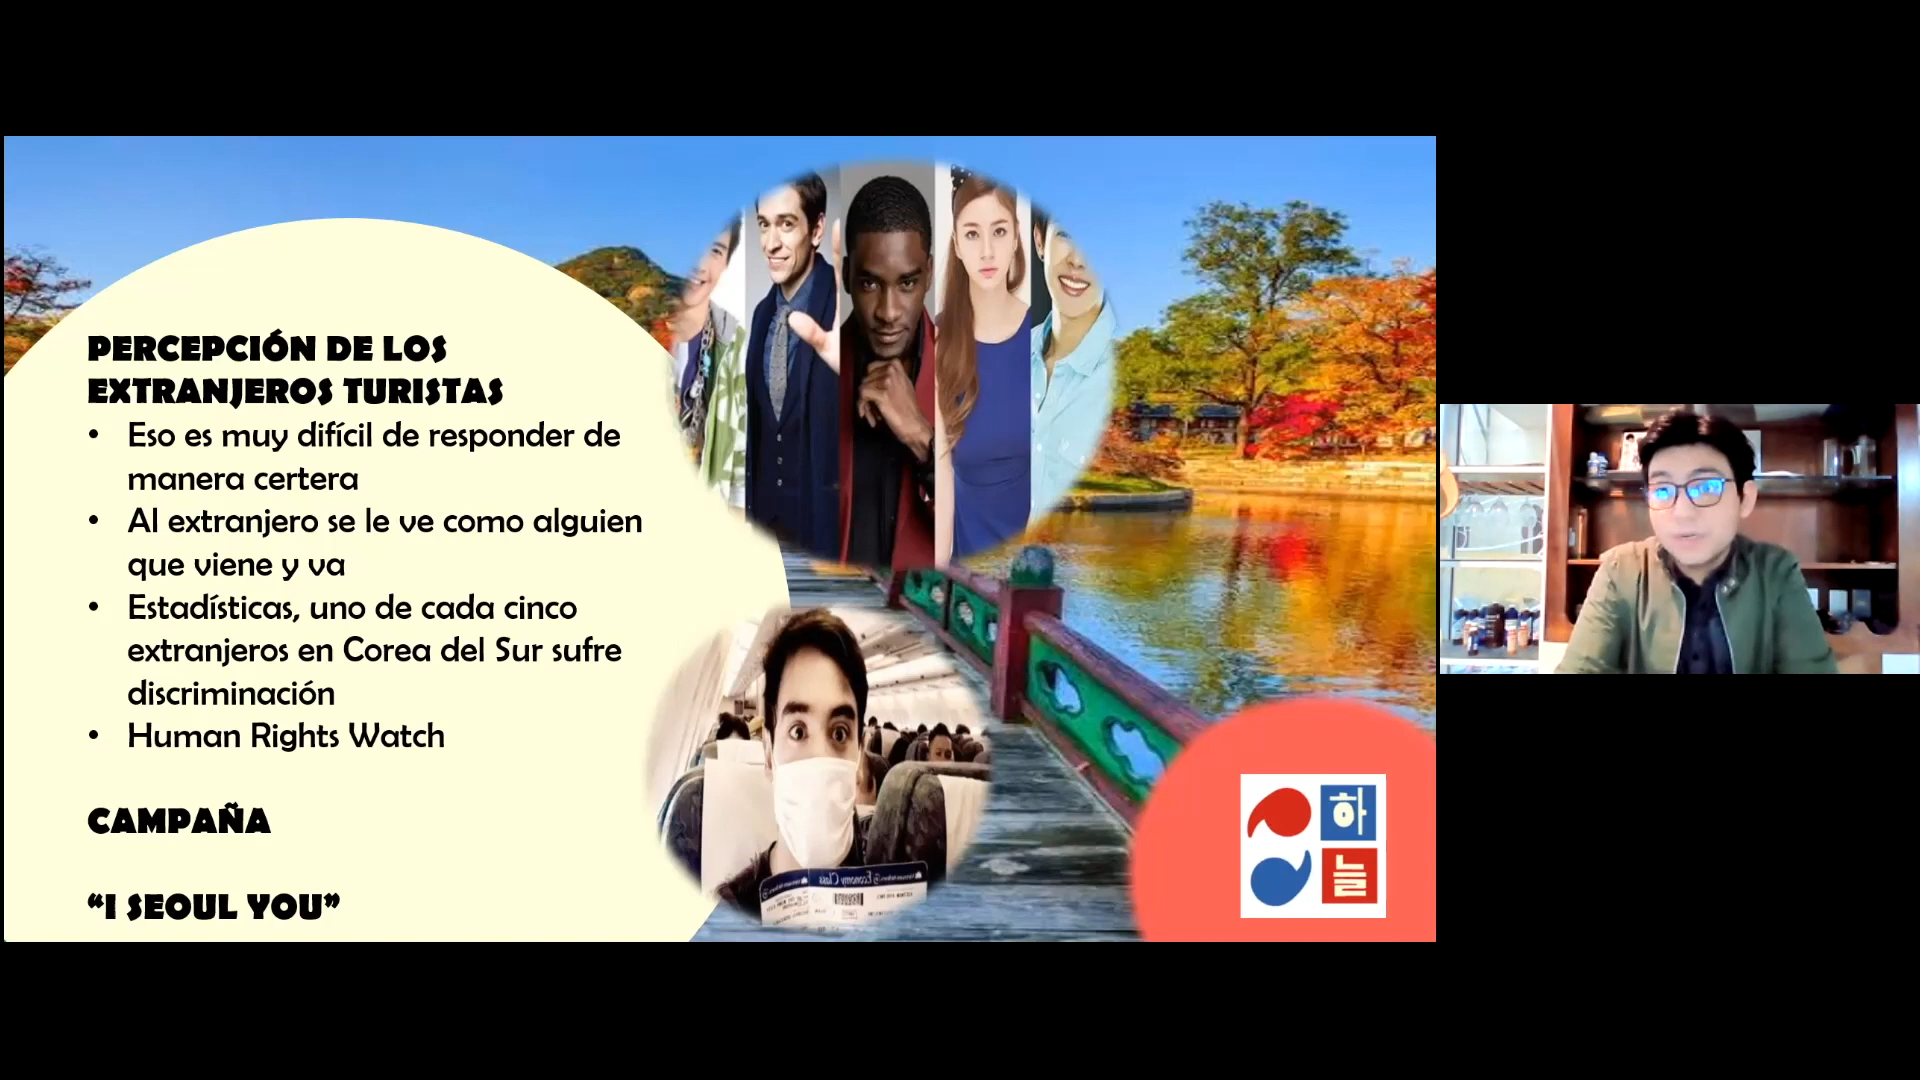 PERCEPCIÓN DE LOS
EXTRANJEROS TURISTAS
• Eso es muy difícil de responder de
manera certera
• Al extranjero se le ve como alguien
que viene y va
• Estadísticas, uno de cada cinco
extranjeros en Corea del Sur sufre
discriminación
• Human Rights Watch
CAMPAÑA
“I SEOUL YOU”
Economy Class
하
늘